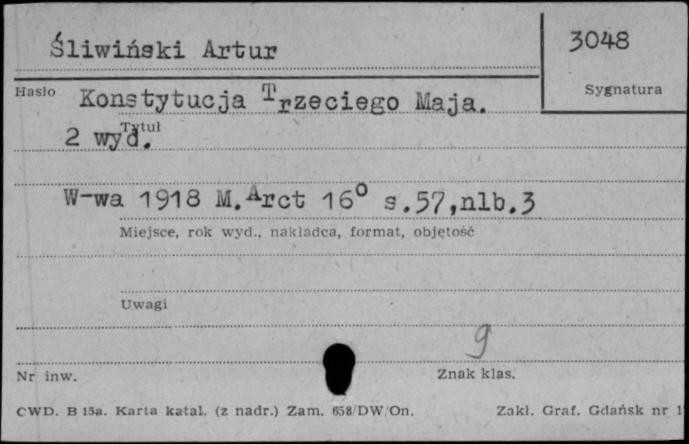 Śliwiński Artur
3048
Hasło
Sygnatura
Konstytucja Trzeciego Maja.
Tytuł
2 wyd.
W-wa 1918 M.Arct 16° s.57,nlb.3
Miejsce, rok wyd., nakładca, format, objętość
Uwagi
9
Nr inw.
Znak klas.
CWD. B 15a. Karta katal. (z nadr.) Zam. 658/DW/On.
Zakł. Graf. Gdańsk nr 1